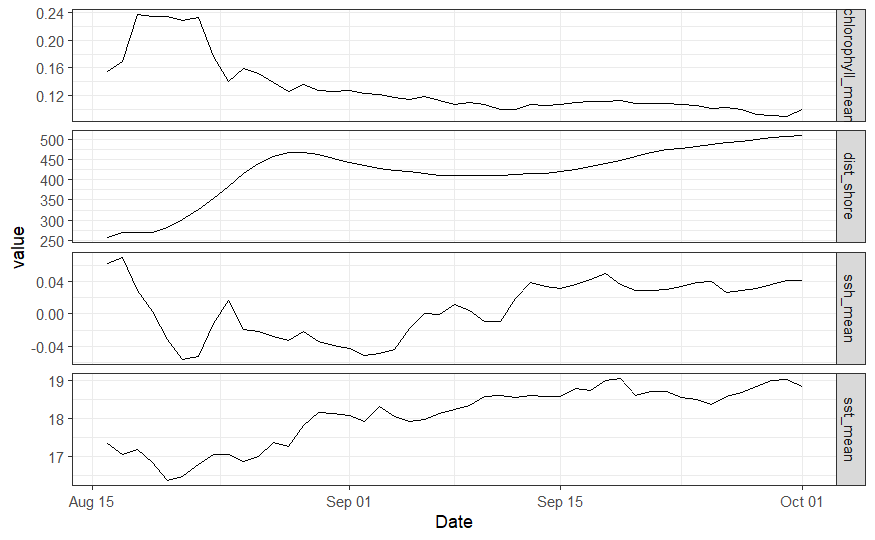 0.24
0.20
0.16
0.12
chlorophyll_mean
500
450
400
350
300
250
dist_shore
0.04
0.00
-0.04
ssh_mean
19
18
17
sst_mean
value
Aug 15
Sep 01
Sep 15
Oct 01
Date